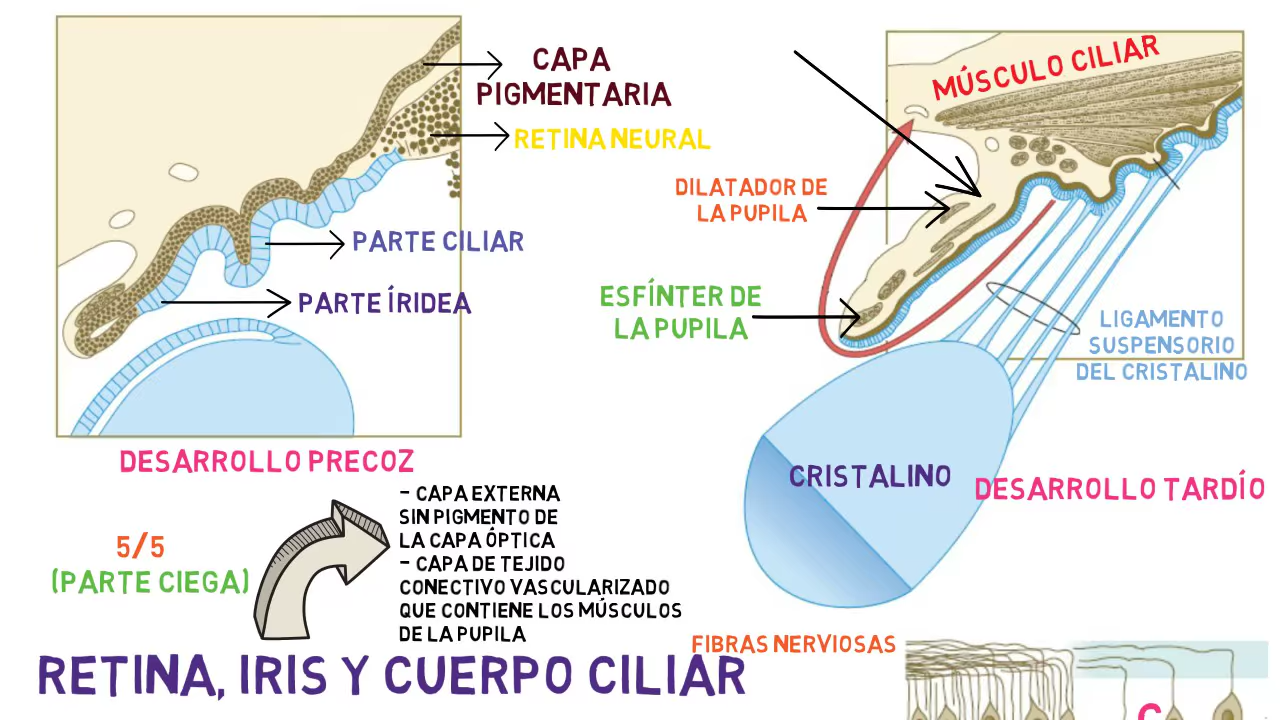 CAPA
PIGMENTARIA
RETINA NEURAL
PARTE CILIAR
PARTE ÍRIDEA
DESARROLLO PRECOZ
MÚSCULO CILIAR
DILATADOR DE
LA PUPILA
ESFÍNTER DE
LA PUPILA
LIGAMENTO
SUSPENSORIO
DEL CRISTALINO
CRISTALINO
DESARROLLO TARDÍO
5/5
(PARTE CIEGA)
- CAPA EXTERNA
SIN PIGMENTO DE
LA CAPA ÓPTICA
- CAPA DE TEJIDO
CONECTIVO VASCULARIZADO
QUE CONTIENE LOS MÚSCULOS
DE LA PUPILA
FIBRAS NERVIOSAS
RETINA, IRIS Y CUERPO CILIAR